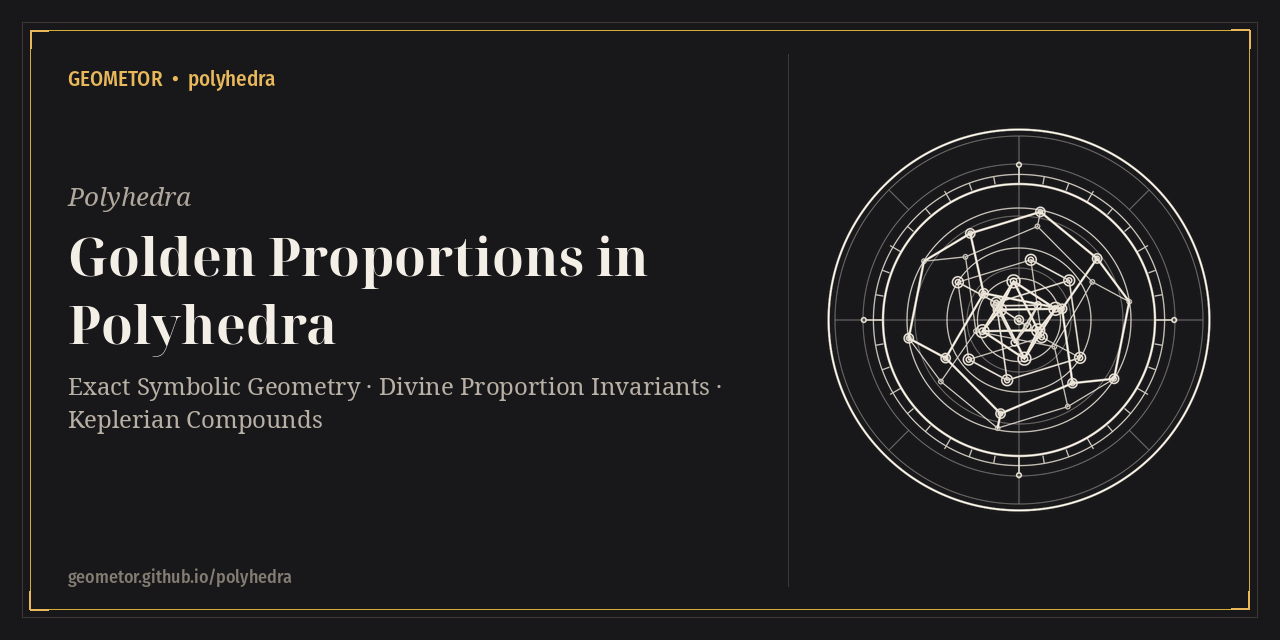 GEOMETOR • polyhedra
Polyhedra
Golden Proportions in
Polyhedra
Exact Symbolic Geometry · Divine Proportion Invariants ·
Keplerian Compounds
geometor.github.io/polyhedra